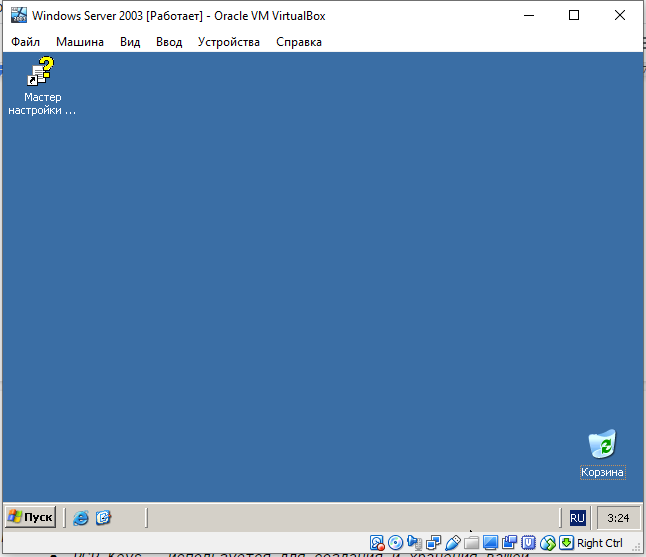 Windows Server 2003 [Работает] - Oracle VM VirtualBox
Файл Машина Вид Ввод Устройства Справка
Мастер
настройки ...
Корзина
Пуск
RU
3:24
Right Ctrl